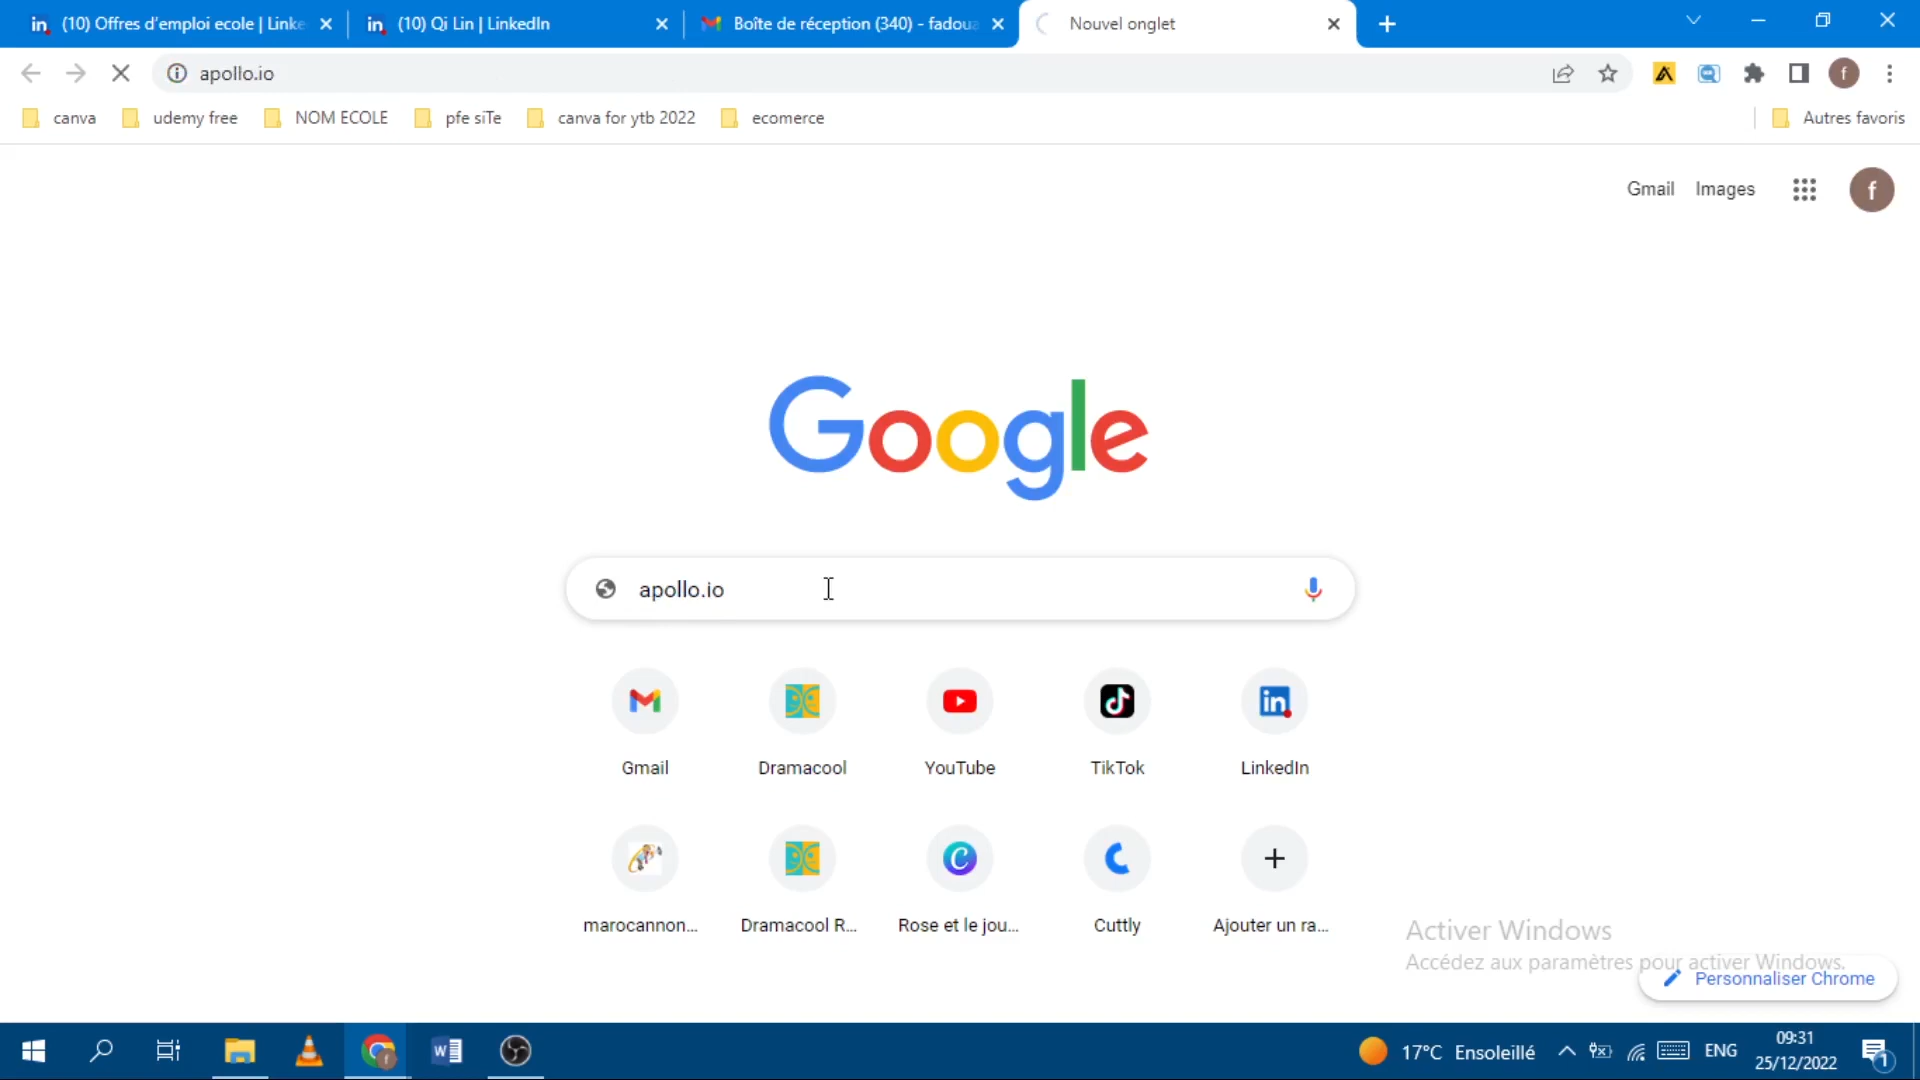 (10) Offres d'emploi ecole | Linke
(10) Qi Lin | LinkedIn
Boîte de réception (340) - fadoua
Nouvel onglet
apollo.io
f
canva
udemy free
NOM ECOLE
pfe siTe
canva for ytb 2022
ecomerce
Autres favoris
Gmail
Images
f
Google
apollo.io
Gmail
Dramacool
YouTube
TikTok
LinkedIn
marocannon...
Dramacool R...
Rose et le jou...
Cuttly
Ajouter un ra...
Activer Windows
Accédez aux paramètres pour activer Windows.
Personnaliser Chrome
17°C Ensoleillé
ENG
09:31
25/12/2022
1